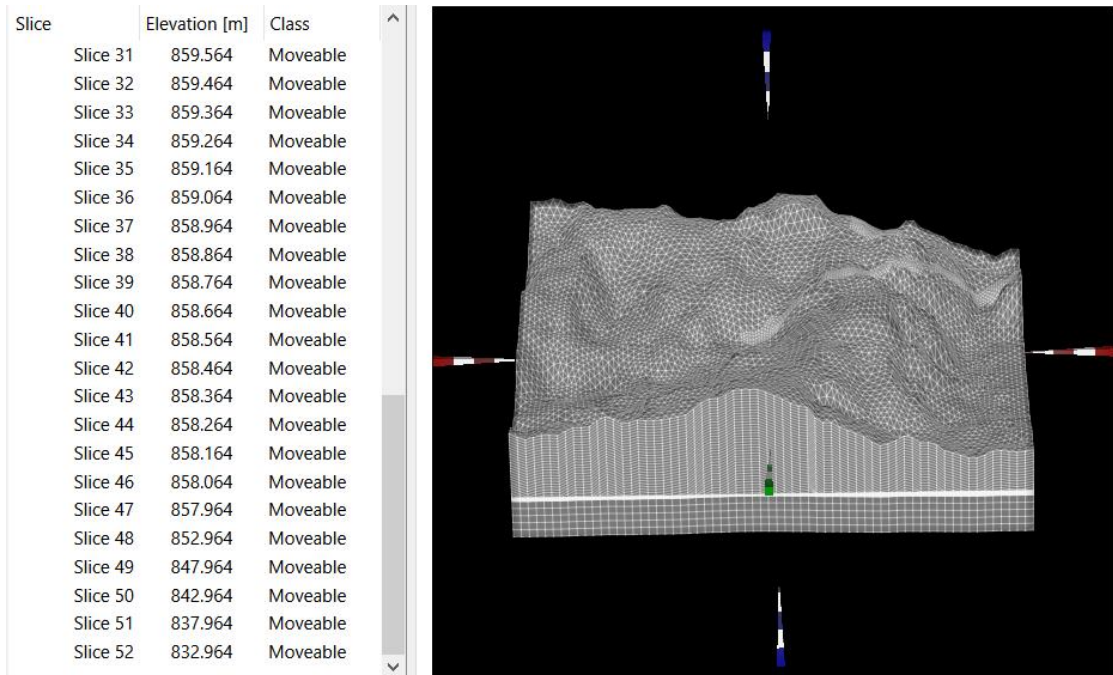 Slice Elevation [m] Class
Slice 31 859.564 Moveable
Slice 32 859.464 Moveable
Slice 33 859.364 Moveable
Slice 34 859.264 Moveable
Slice 35 859.164 Moveable
Slice 36 859.064 Moveable
Slice 37 858.964 Moveable
Slice 38 858.864 Moveable
Slice 39 858.764 Moveable
Slice 40 858.664 Moveable
Slice 41 858.564 Moveable
Slice 42 858.464 Moveable
Slice 43 858.364 Moveable
Slice 44 858.264 Moveable
Slice 45 858.164 Moveable
Slice 46 858.064 Moveable
Slice 47 857.964 Moveable
Slice 48 852.964 Moveable
Slice 49 847.964 Moveable
Slice 50 842.964 Moveable
Slice 51 837.964 Moveable
Slice 52 832.964 Moveable